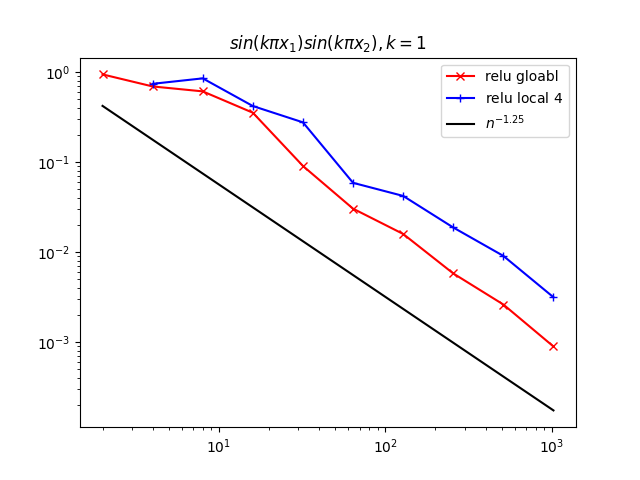 sin(kπx₁)sin(kπx₂), k = 1
10⁰
10⁻¹
10⁻²
10⁻³
10¹
10²
10³
relu gloabl
relu local 4
n⁻¹·²⁵